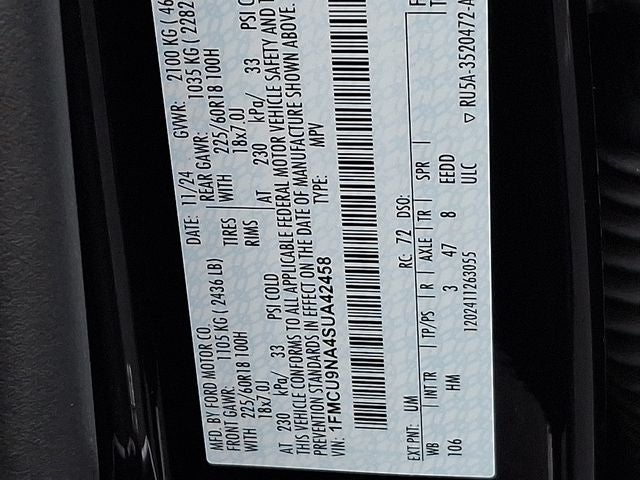 MFD. BY FORD MOTOR CO.
DATE: 11/24 GVWR: 2100 KG ( 46
FRONT GAWR: 1105 KG ( 2436 LB) REAR GAWR: 1035 KG ( 2282
WITH 225/60R18 100H TIRES WITH 225/60R18 100H
18x7.0J RIMS 18x7.0J
AT 230 kPa/ 33 PSI COLD AT 230 kPa/ 33 PSI C
THIS VEHICLE CONFORMS TO ALL APPLICABLE FEDERAL MOTOR VEHICLE SAFETY AND T
PREVENTION STANDARDS IN EFFECT ON THE DATE OF MANUFACTURE SHOWN ABOVE.
VIN: 1FMCU9NA4SUA42458 TYPE: MPV
EXT PNT: UM RC: 72 DSO:
WB INT TR TP/PS R AXLE TR SPR
106 HM 3 47 8 EEDD
1202411263055 ULC
▽ RU5A-3520472-A